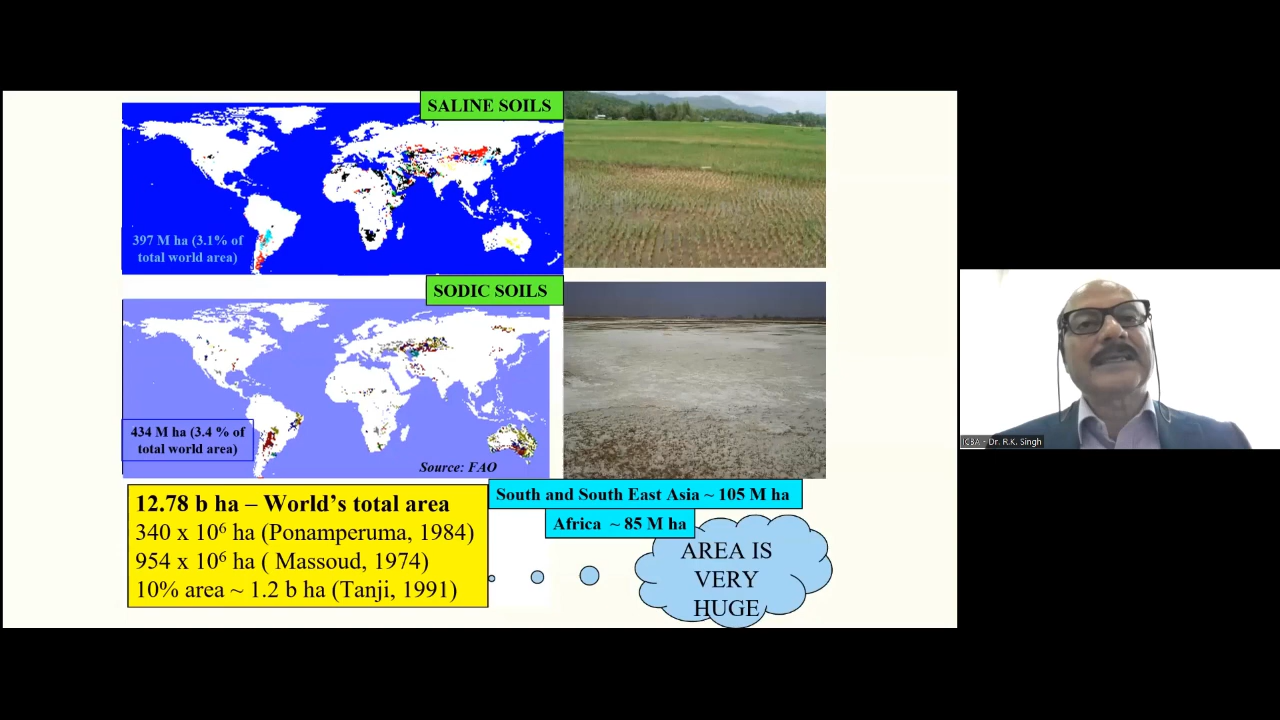 SALINE SOILS
397 M ha (3.1% of
total world area)
SODIC SOILS
434 M ha (3.4 % of
total world area)
Source: FAO
12.78 b ha – World’s total area
340 x 10⁶ ha (Ponamperuma, 1984)
954 x 10⁶ ha ( Massoud, 1974)
10% area ~ 1.2 b ha (Tanji, 1991)
South and South East Asia ~ 105 M ha
Africa ~ 85 M ha
AREA IS
VERY
HUGE
ICBA - Dr. R.K. Singh